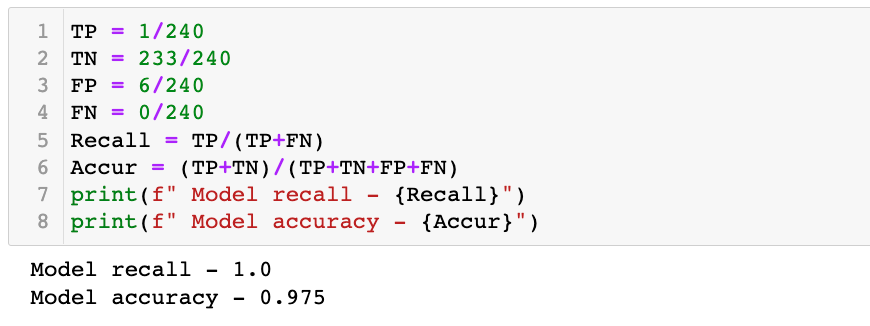 1 TP = 1/240
2 TN = 233/240
3 FP = 6/240
4 FN = 0/240
5 Recall = TP/(TP+FN)
6 Accur = (TP+TN)/(TP+TN+FP+FN)
7 print(f" Model recall - {Recall}")
8 print(f" Model accuracy - {Accur}")
Model recall - 1.0
Model accuracy - 0.975